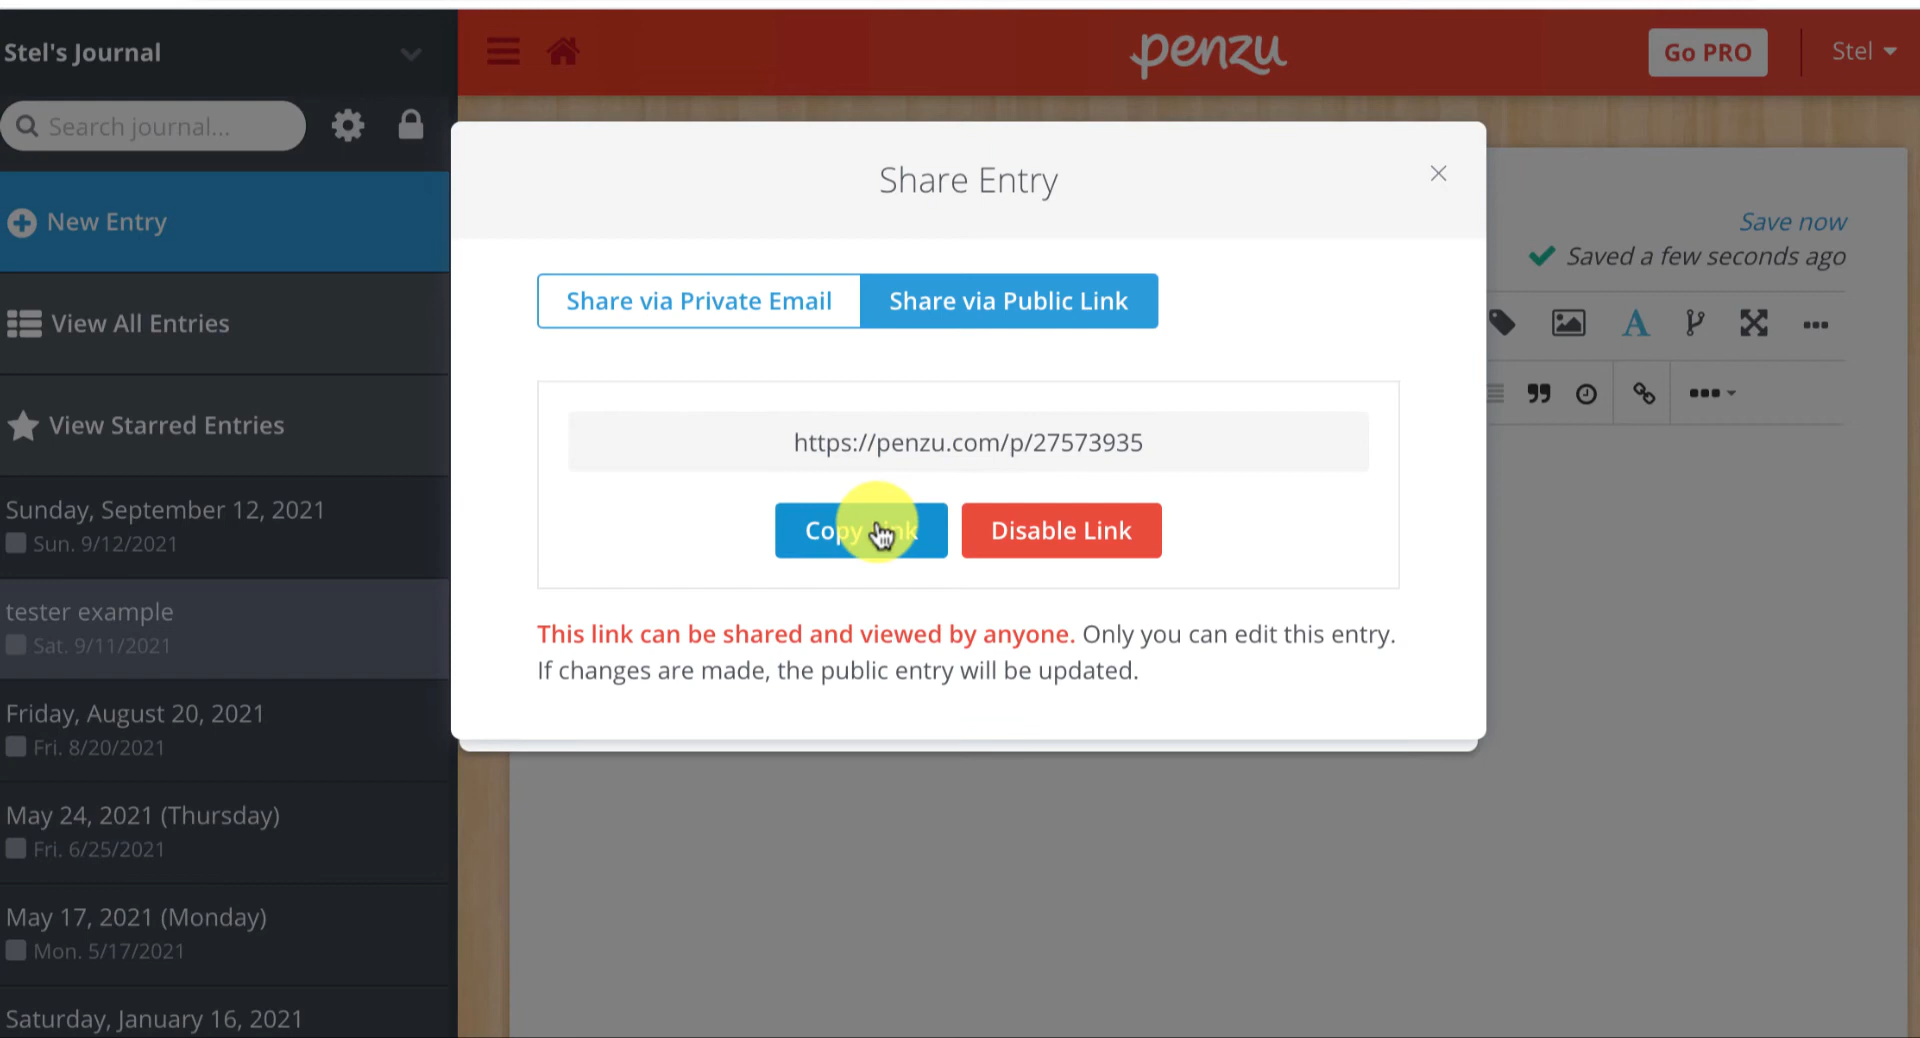 Stel's Journal
penzu
Go PRO
Stel
Search journal...
New Entry
View All Entries
View Starred Entries
Sunday, September 12, 2021
Sun. 9/12/2021
tester example
Sat. 9/11/2021
Friday, August 20, 2021
Fri. 8/20/2021
May 24, 2021 (Thursday)
Fri. 6/25/2021
May 17, 2021 (Monday)
Mon. 5/17/2021
Saturday, January 16, 2021
Share Entry
Share via Private Email
Share via Public Link
https://penzu.com/p/27573935
Copy Link
Disable Link
This link can be shared and viewed by anyone. Only you can edit this entry.
If changes are made, the public entry will be updated.
Save now
Saved a few seconds ago